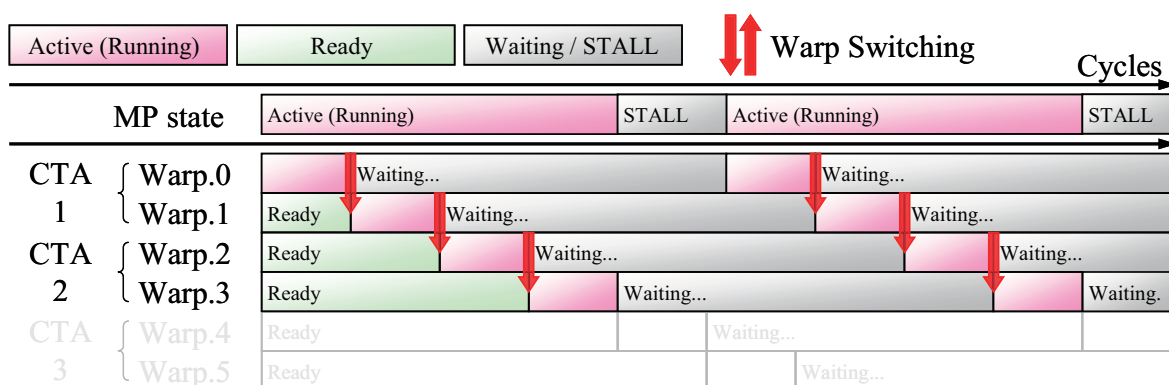 Active (Running) Ready Waiting / STALL Warp Switching
Cycles
MP state Active (Running) STALL Active (Running) STALL
CTA 1 Warp.0 Waiting... Waiting...
Warp.1 Ready Waiting... Waiting...
CTA 2 Warp.2 Ready Waiting... Waiting...
Warp.3 Ready Waiting... Waiting.
CTA 3 Warp.4 Ready Waiting...
Warp.5 Ready Waiting...